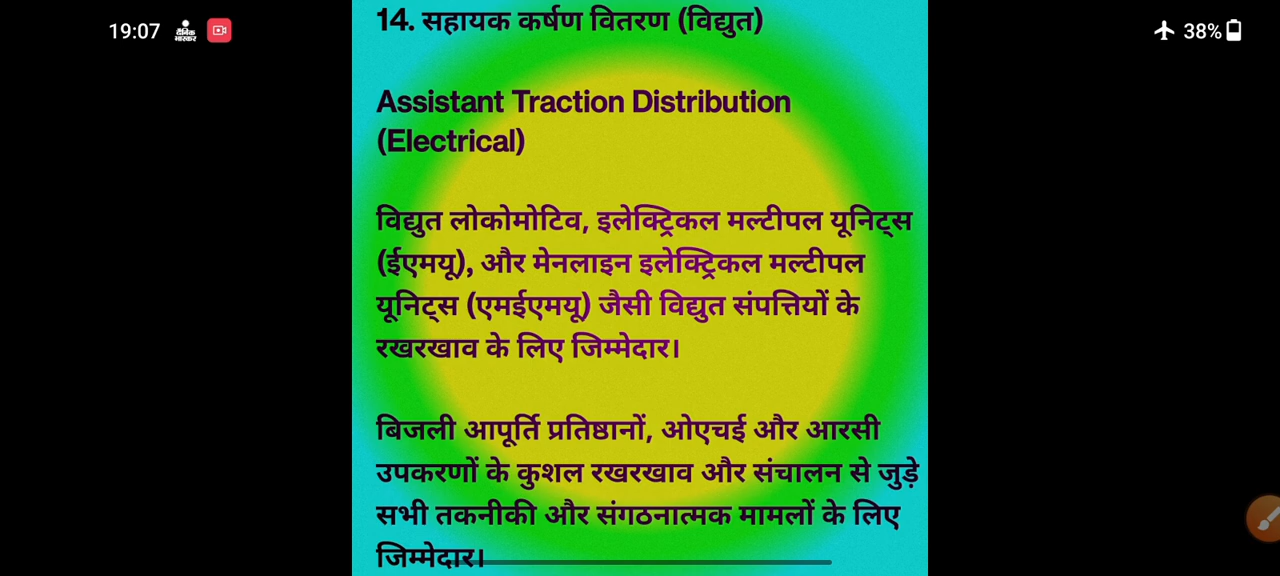 19:07
दैनिक
भास्कर
38%
14. सहायक कर्षण वितरण (विद्युत)
Assistant Traction Distribution
(Electrical)
विद्युत लोकोमोटिव, इलेक्ट्रिकल मल्टीपल यूनिट्स
(ईएमयू), और मेनलाइन इलेक्ट्रिकल मल्टीपल
यूनिट्स (एमईएमयू) जैसी विद्युत संपत्तियों के
रखरखाव के लिए जिम्मेदार।
बिजली आपूर्ति प्रतिष्ठानों, ओएचई और आरसी
उपकरणों के कुशल रखरखाव और संचालन से जुड़े
सभी तकनीकी और संगठनात्मक मामलों के लिए
जिम्मेदार।